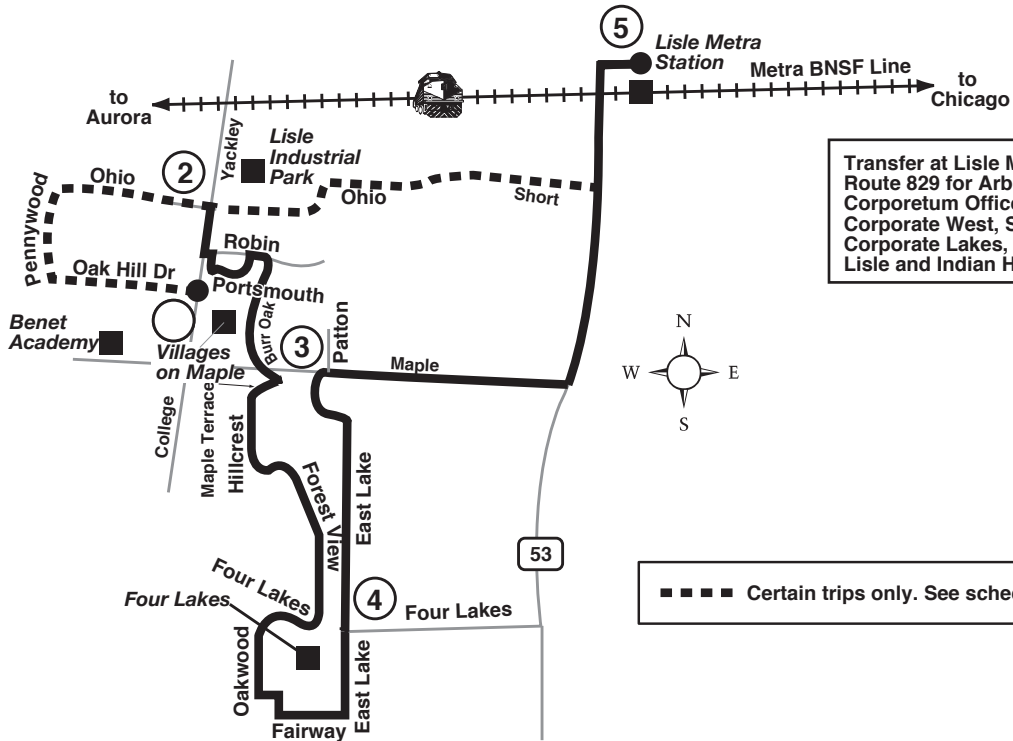 5
Lisle Metra
Station
Metra BNSF Line
to
Aurora
to
Chicago
Yackley
Lisle
Industrial
Park
2
Ohio
Ohio
Short
Pennywood
Robin
Oak Hill Dr
Portsmouth
Burr Oak
Benet
Academy
Villages
on Maple
3
Patton
Maple
College
Maple Terrace
Hillcrest
Forest View
East Lake
Four Lakes
Four Lakes
4
Four Lakes
Oakwood
East Lake
Fairway
53
N
W
E
S
Transfer at Lisle
Route 829 for
Corporetum
Corporate West,
Corporate Lakes,
Lisle and Indian
Certain trips only. See